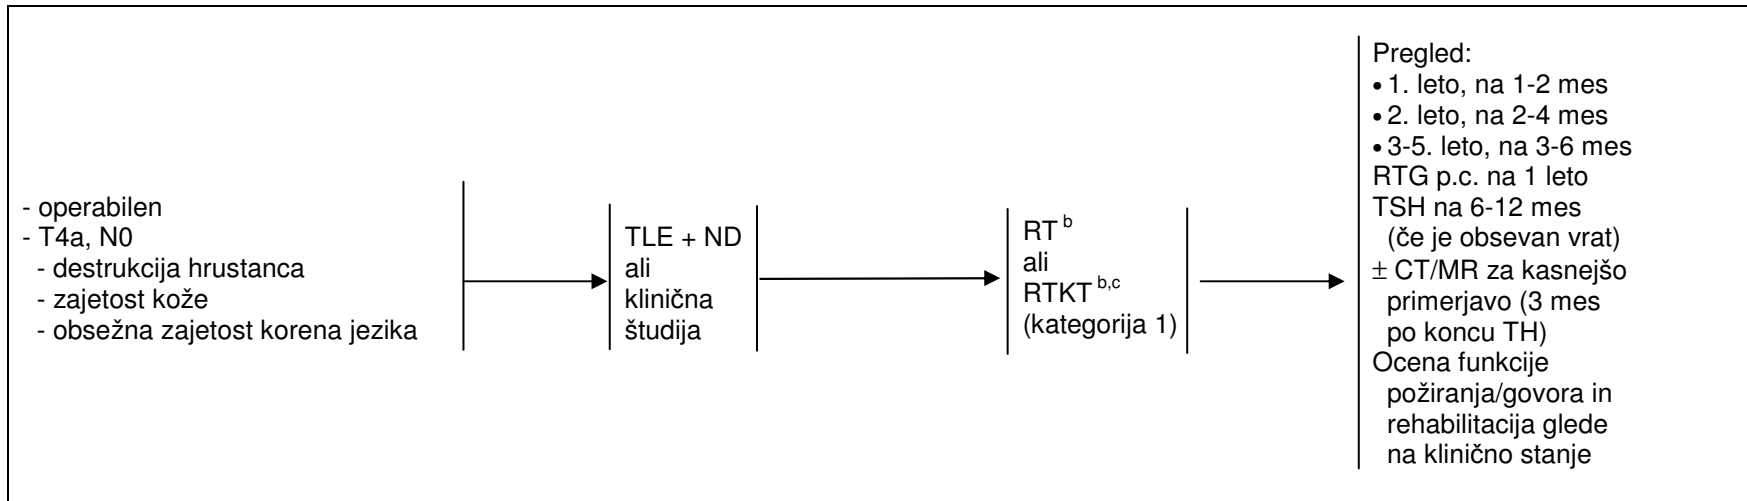 - operabilen
- T4a, N0
- destrukcija hrustanca
- zajetost kože
- obsežna zajetost korena jezika
TLE + ND
ali
klinična
študija
RT b
ali
RTKT b,c
(kategorija 1)
Pregled:
• 1. leto, na 1-2 mes
• 2. leto, na 2-4 mes
• 3-5. leto, na 3-6 mes
RTG p.c. na 1 leto
TSH na 6-12 mes
(če je obsevan vrat)
± CT/MR za kasnejšo
primerjavo (3 mes
po koncu TH)
Ocena funkcije
požiranja/govora in
rehabilitacija glede
na klinično stanje